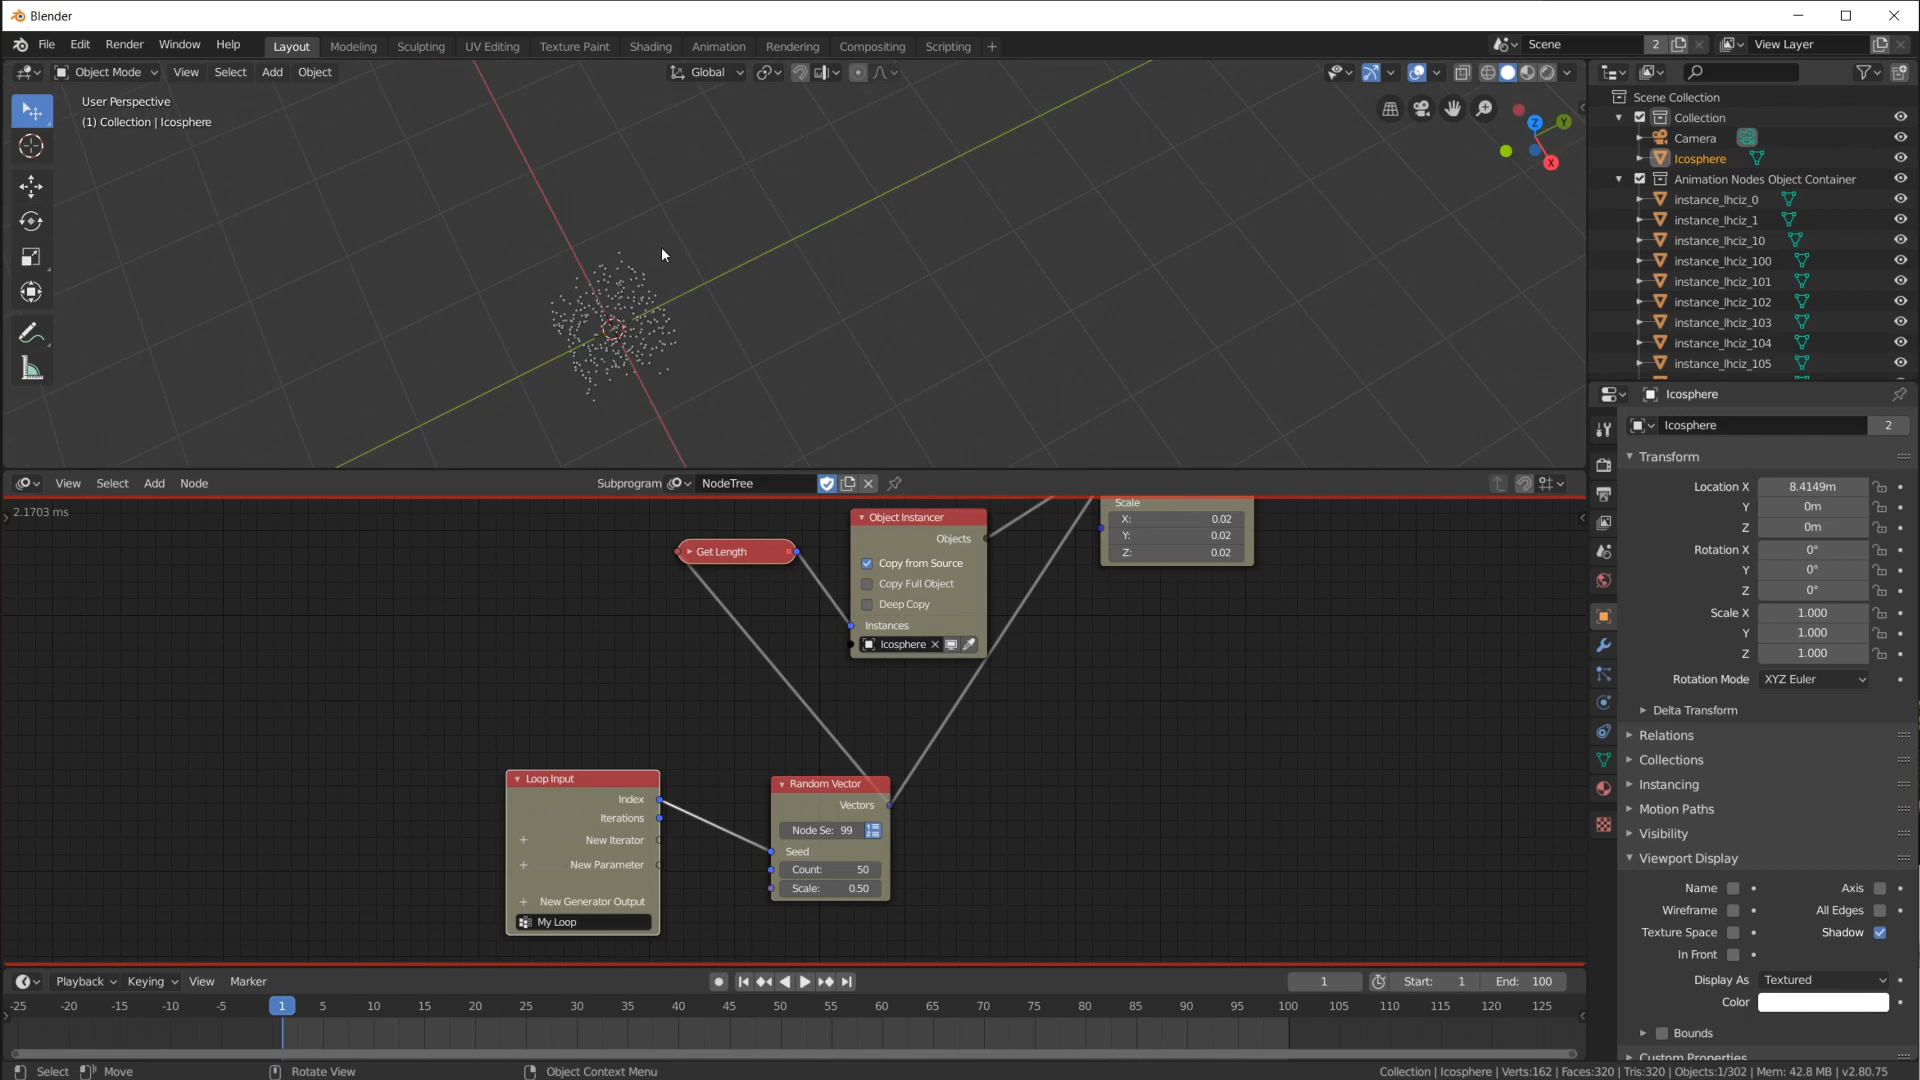 Blender
File Edit Render Window Help Layout Modeling Sculpting UV Editing Texture Paint Shading Animation Rendering Compositing Scripting + Scene 2 View Layer
Object Mode View Select Add Object Global
User Perspective
(1) Collection | Icosphere
Z Y X
Scene Collection
Collection
Camera
Icosphere
Animation Nodes Object Container
instance_lhciz_0
instance_lhciz_1
instance_lhciz_10
instance_lhciz_100
instance_lhciz_101
instance_lhciz_102
instance_lhciz_103
instance_lhciz_104
instance_lhciz_105
Icosphere
Icosphere 2
Transform
Location X 8.4149m
Y 0m
Z 0m
Rotation X 0°
Y 0°
Z 0°
Scale X 1.000
Y 1.000
Z 1.000
Rotation Mode XYZ Euler
Delta Transform
Relations
Collections
Instancing
Motion Paths
Visibility
Viewport Display
Name Axis
Wireframe All Edges
Texture Space Shadow
In Front
Display As Textured
Color
Bounds
Custom Properties
View Select Add Node Subprogram NodeTree
2.1703 ms
Get Length
Object Instancer
Objects
Copy from Source
Copy Full Object
Deep Copy
Instances
Icosphere
Scale
X: 0.02
Y: 0.02
Z: 0.02
Loop Input
Index
Iterations
New Iterator
New Parameter
New Generator Output
My Loop
Random Vector
Vectors
Node Se: 99
Seed
Count: 50
Scale: 0.50
Playback Keying View Marker 1 Start: 1 End: 100
-25 -20 -15 -10 -5 1 5 10 15 20 25 30 35 40 45 50 55 60 65 70 75 80 85 90 95 100 105 110 115 120 125
Select Move Rotate View Object Context Menu Collection | Icosphere | Verts:162 | Faces:320 | Tris:320 | Objects:1/302 | Mem: 42.8 MB | v2.80.75